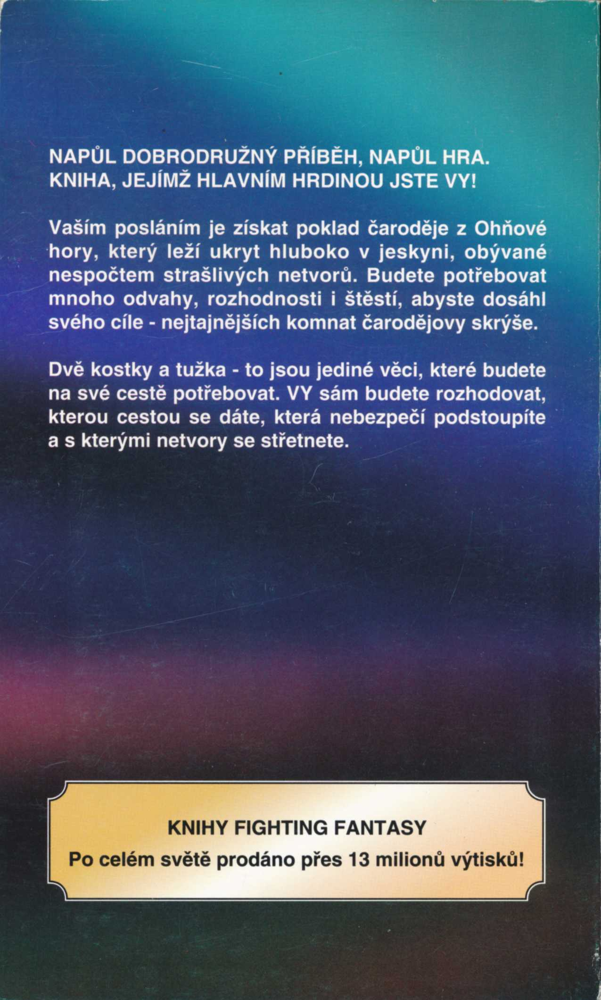 NAPŮL DOBRODRUŽNÝ PŘÍBĚH, NAPŮL HRA.
KNIHA, JEJÍMŽ HLAVNÍM HRDINOU JSTE VY!
Vaším posláním je získat poklad čaroděje z Ohňové
hory, který leží ukryt hluboko v jeskyni, obývané
nespočtem strašlivých netvorů. Budete potřebovat
mnoho odvahy, rozhodnosti i štěstí, abyste dosáhl
svého cíle - nejtajnějších komnat čarodějovy skrýše.
Dvě kostky a tužka - to jsou jediné věci, které budete
na své cestě potřebovat. VY sám budete rozhodovat,
kterou cestou se dáte, která nebezpečí podstoupíte
a s kterými netvory se střetnete.
KNIHY FIGHTING FANTASY
Po celém světě prodáno přes 13 milionů výtisků!